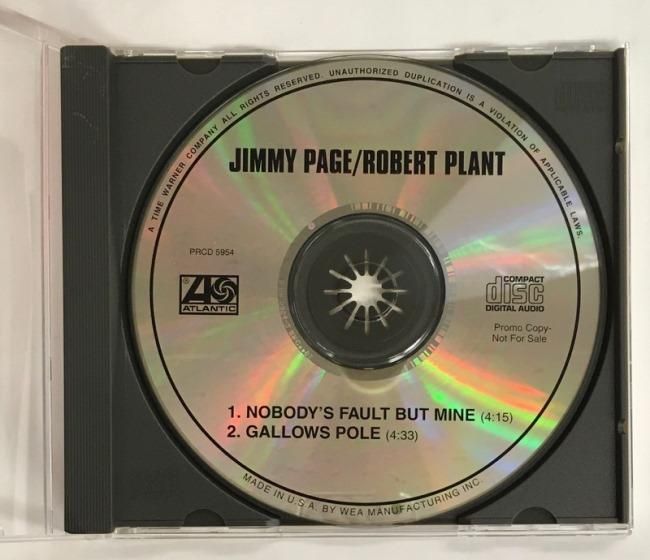 A TIME WARNER COMPANY ALL RIGHTS RESERVED. UNAUTHORIZED DUPLICATION IS A VIOLATION OF APPLICABLE LAWS.
JIMMY PAGE/ROBERT PLANT
PRCD 5954
ATLANTIC
COMPACT
disc
DIGITAL AUDIO
Promo Copy-
Not For Sale
1. NOBODY'S FAULT BUT MINE (4:15)
2. GALLOWS POLE (4:33)
MADE IN U.S.A. BY WEA MANUFACTURING INC.